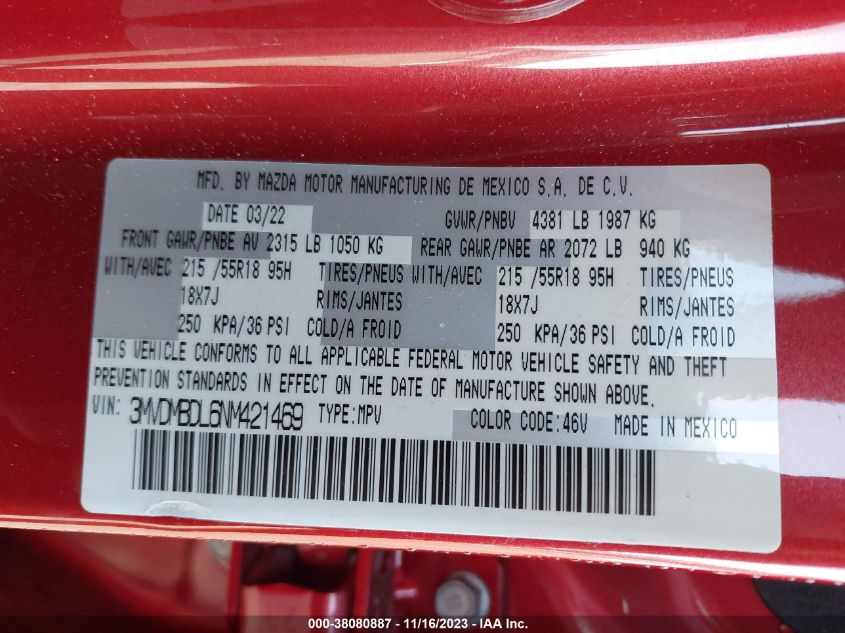 MFD. BY MAZDA MOTOR MANUFACTURING DE MEXICO S.A. DE C.V.
DATE 03/22 GVWR/PNBV 4381 LB 1987 KG
FRONT GAWR/PNBE AV 2315 LB 1050 KG REAR GAWR/PNBE AR 2072 LB 940 KG
WITH/AVEC 215 /55R18 95H TIRES/PNEUS WITH/AVEC 215 /55R18 95H TIRES/PNEUS
18X7J RIMS/JANTES 18X7J RIMS/JANTES
250 KPA/36 PSI COLD/A FROID 250 KPA/36 PSI COLD/A FROID
THIS VEHICLE CONFORMS TO ALL APPLICABLE FEDERAL MOTOR VEHICLE SAFETY AND THEFT
PREVENTION STANDARDS IN EFFECT ON THE DATE OF MANUFACTURE SHOWN ABOVE.
VIN: 3MVDMBDL6NM421469 TYPE:MPV COLOR CODE:46V MADE IN MEXICO
000-38080887 - 11/16/2023 - IAA Inc.